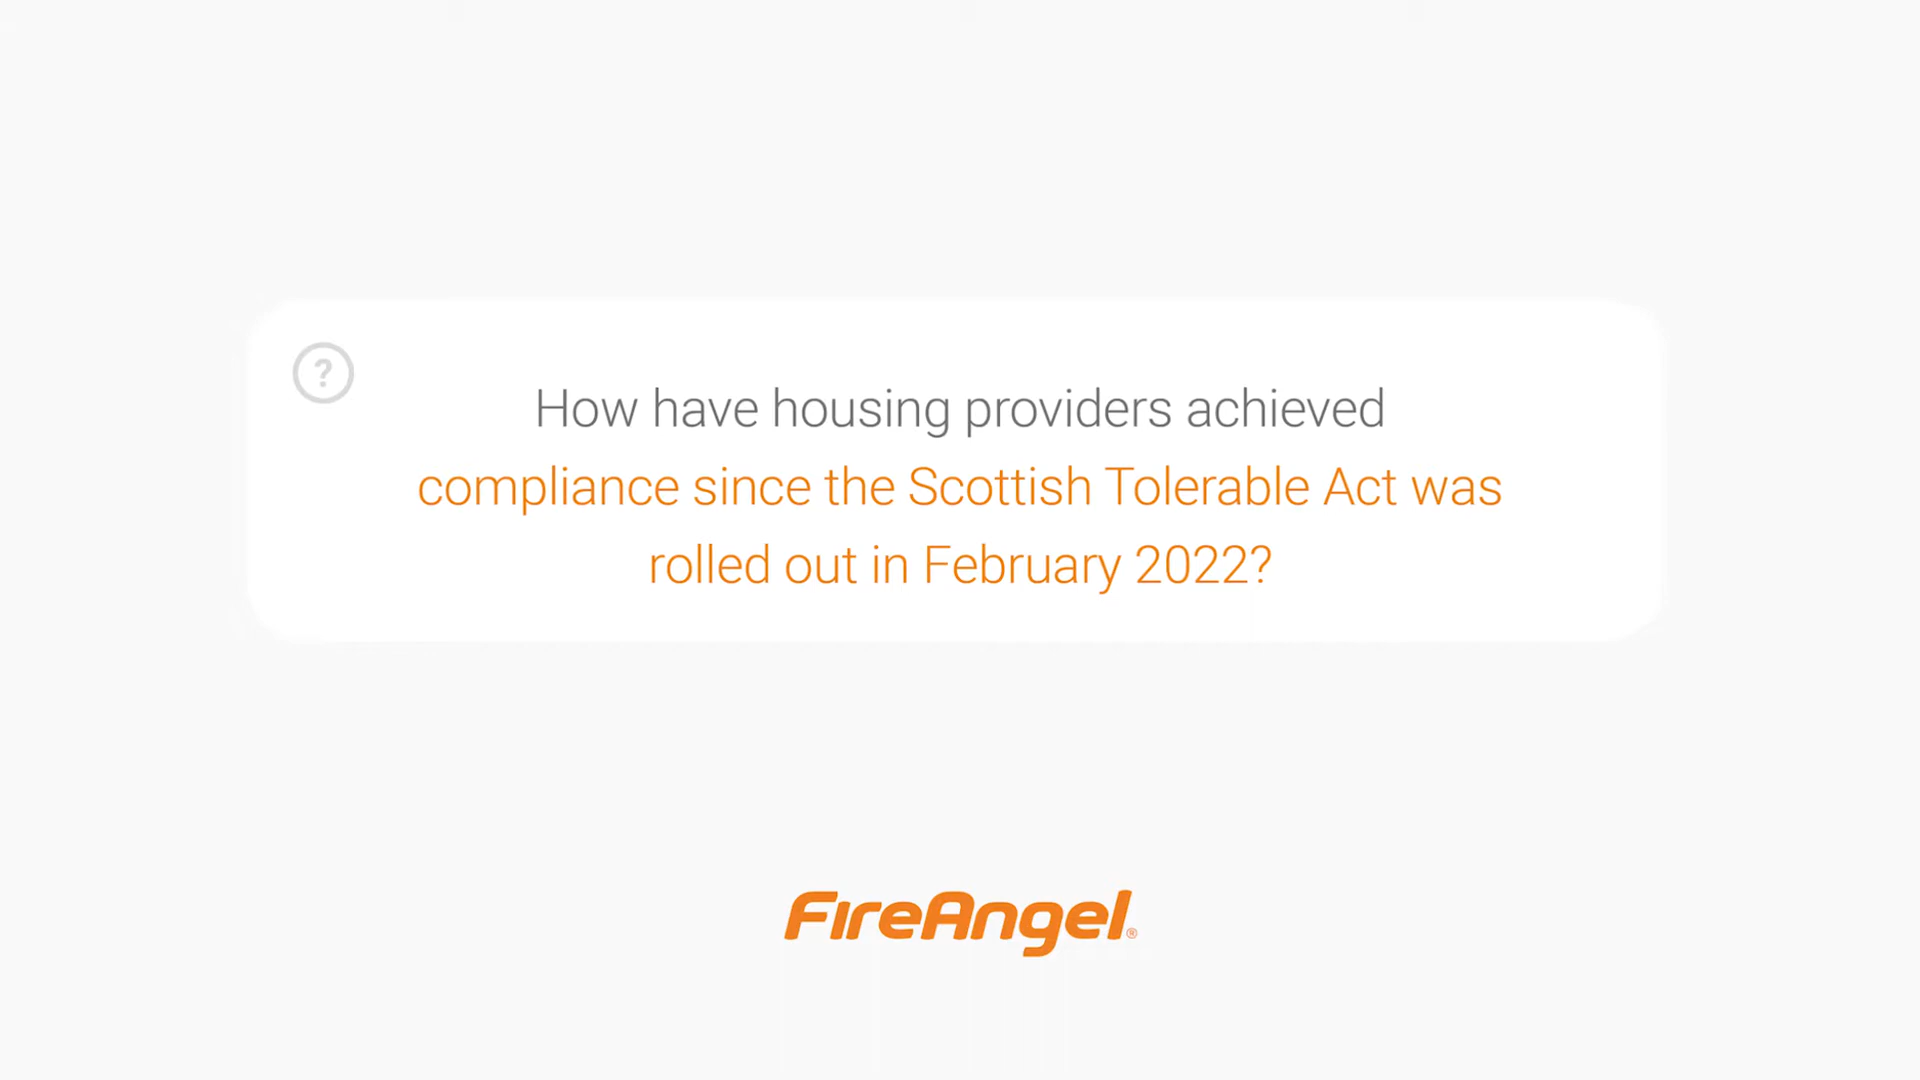 ?
How have housing providers achieved
compliance since the Scottish Tolerable Act was
rolled out in February 2022?
FireAngel®